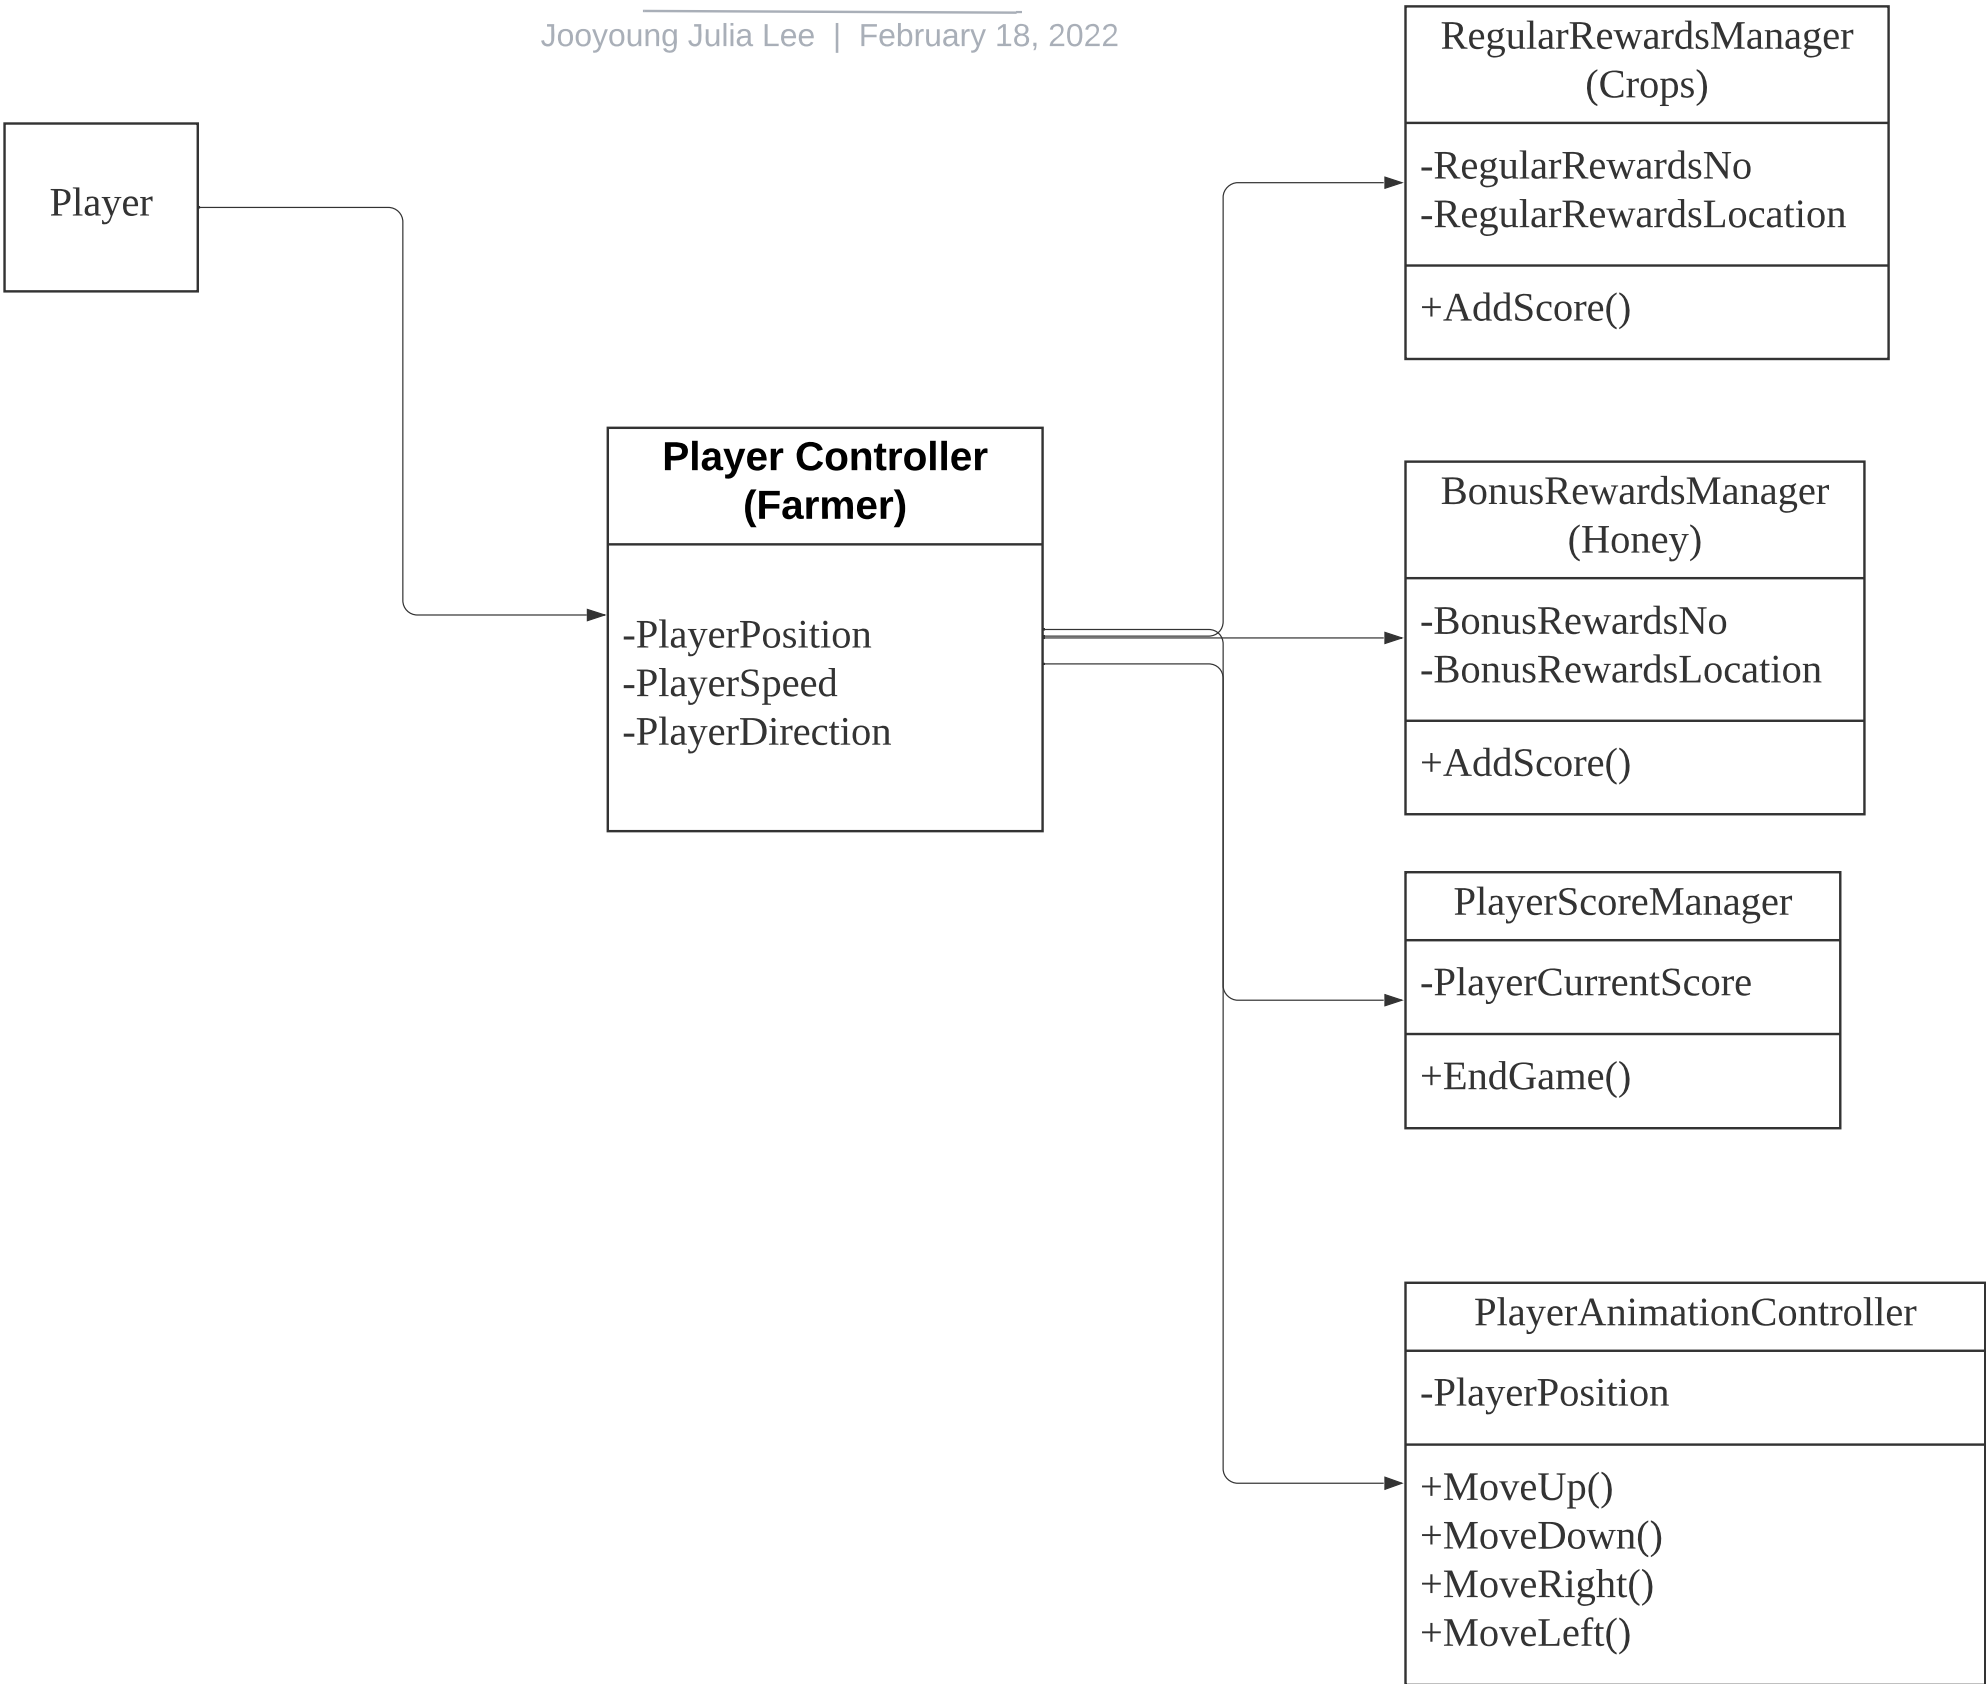 Jooyoung Julia Lee | February 18, 2022
Player
Player Controller
(Farmer)
-PlayerPosition
-PlayerSpeed
-PlayerDirection
RegularRewardsManager
(Crops)
-RegularRewardsNo
-RegularRewardsLocation
+AddScore()
BonusRewardsManager
(Honey)
-BonusRewardsNo
-BonusRewardsLocation
+AddScore()
PlayerScoreManager
-PlayerCurrentScore
+EndGame()
PlayerAnimationController
-PlayerPosition
+MoveUp()
+MoveDown()
+MoveRight()
+MoveLeft()